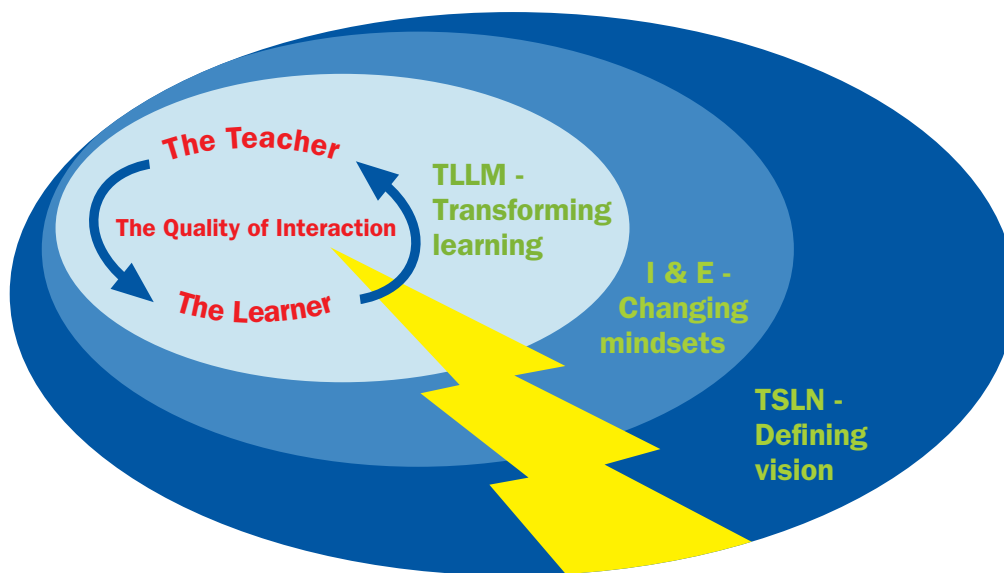 The Teacher
The Quality of Interaction
The Learner
TLLM -
Transforming
learning
I & E -
Changing
mindsets
TSLN -
Defining
vision